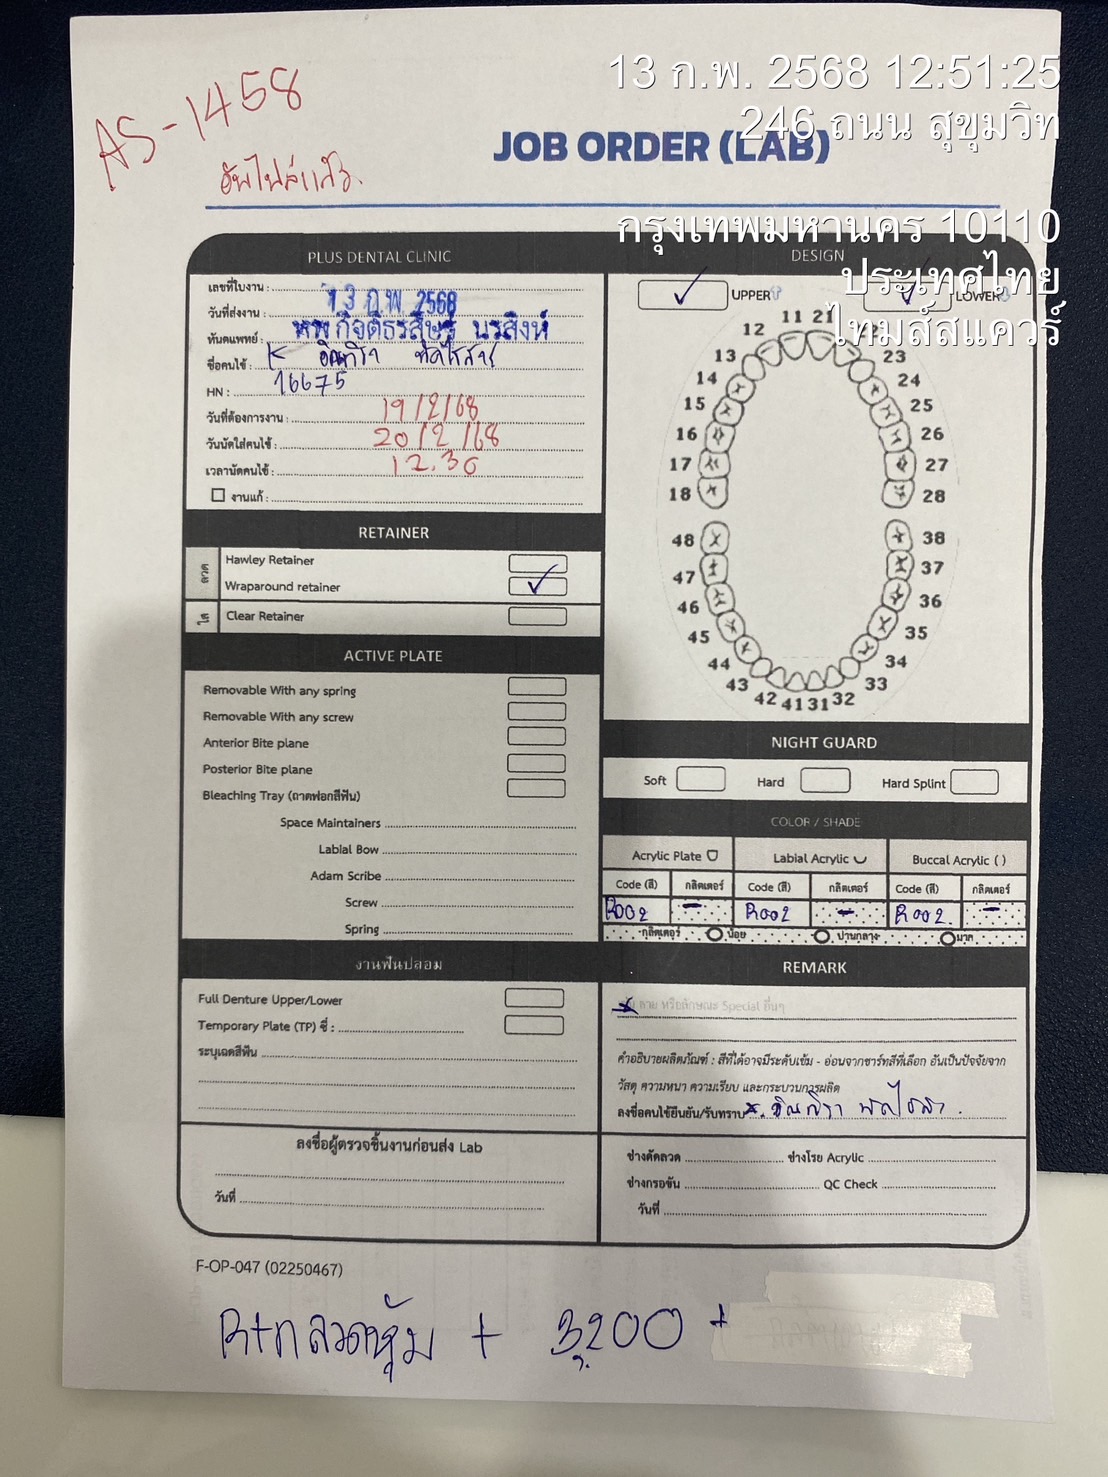 13 ก.พ. 2568 12:51:25
246 ถนน สุขุมวิท
กรุงเทพมหานคร 10110
ประเทศไทย
ไทมส์สแควร์
AS-1458
อัพไฟล์แล้ว.
JOB ORDER (LAB)
PLUS DENTAL CLINIC
เลขที่ใบงาน :
วันที่ส่งงาน : 13 ก.พ. 2568
ทันตแพทย์ : ทพ.กิจติธรสิษฐ์ นรสิงห์
ชื่อคนไข้ : K
HN : 16675
วันที่ต้องการงาน : 19/2/68
วันนัดใส่คนไข้ : 20/2/68
เวลานัดคนไข้ : 12.30
งานแก้ :
DESIGN
UPPER
LOWER
11 21
12 22
13 23
14 24
15 25
16 26
17 27
18 28
48 38
47 37
46 36
45 35
44 34
43 33
42 41 31 32
RETAINER
ลวด
Hawley Retainer
Wraparound retainer
ใส
Clear Retainer
ACTIVE PLATE
Removable With any spring
Removable With any screw
Anterior Bite plane
Posterior Bite plane
Bleaching Tray (ถาดฟอกสีฟัน)
Space Maintainers
Labial Bow
Adam Scribe
Screw
Spring
NIGHT GUARD
Soft Hard Hard Splint
COLOR / SHADE
Acrylic Plate Labial Acrylic Buccal Acrylic ( )
Code (สี) กลิตเตอร์ Code (สี) กลิตเตอร์ Code (สี) กลิตเตอร์
R002 - R002 - R002 -
กลิตเตอร์ น้อย ปานกลาง มาก
งานฟันปลอม
Full Denture Upper/Lower
Temporary Plate (TP) ซี่ :
ระบุเฉดสีฟัน
REMARK
ลาย หรือลักษณะ Special อื่นๆ
คำอธิบายผลิตภัณฑ์ : สีที่ได้อาจมีระดับเข้ม - อ่อนจากชาร์ทสีที่เลือก อันเป็นปัจจัยจาก
วัสดุ ความหนา ความเรียบ และกระบวนการผลิต
ลงชื่อคนไข้ยืนยัน/รับทราบ
ลงชื่อผู้ตรวจชิ้นงานก่อนส่ง Lab
วันที่
ช่างดัดลวด ช่างโรย Acrylic
ช่างกรอขัน QC Check
วันที่
F-OP-047 (02250467)
Rtn ลวดหุ้ม + 3,200 +